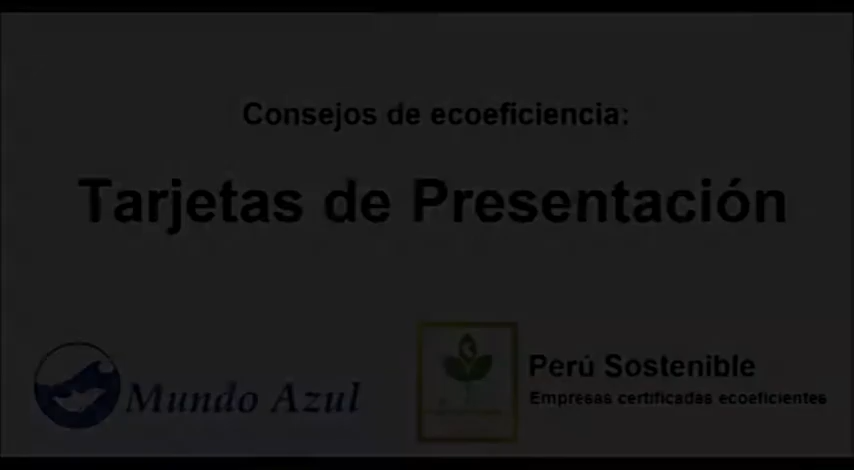 Consejos de ecoeficiencia:
Tarjetas de Presentación
Mundo Azul
Perú Sostenible
Empresas certificadas ecoeficientes